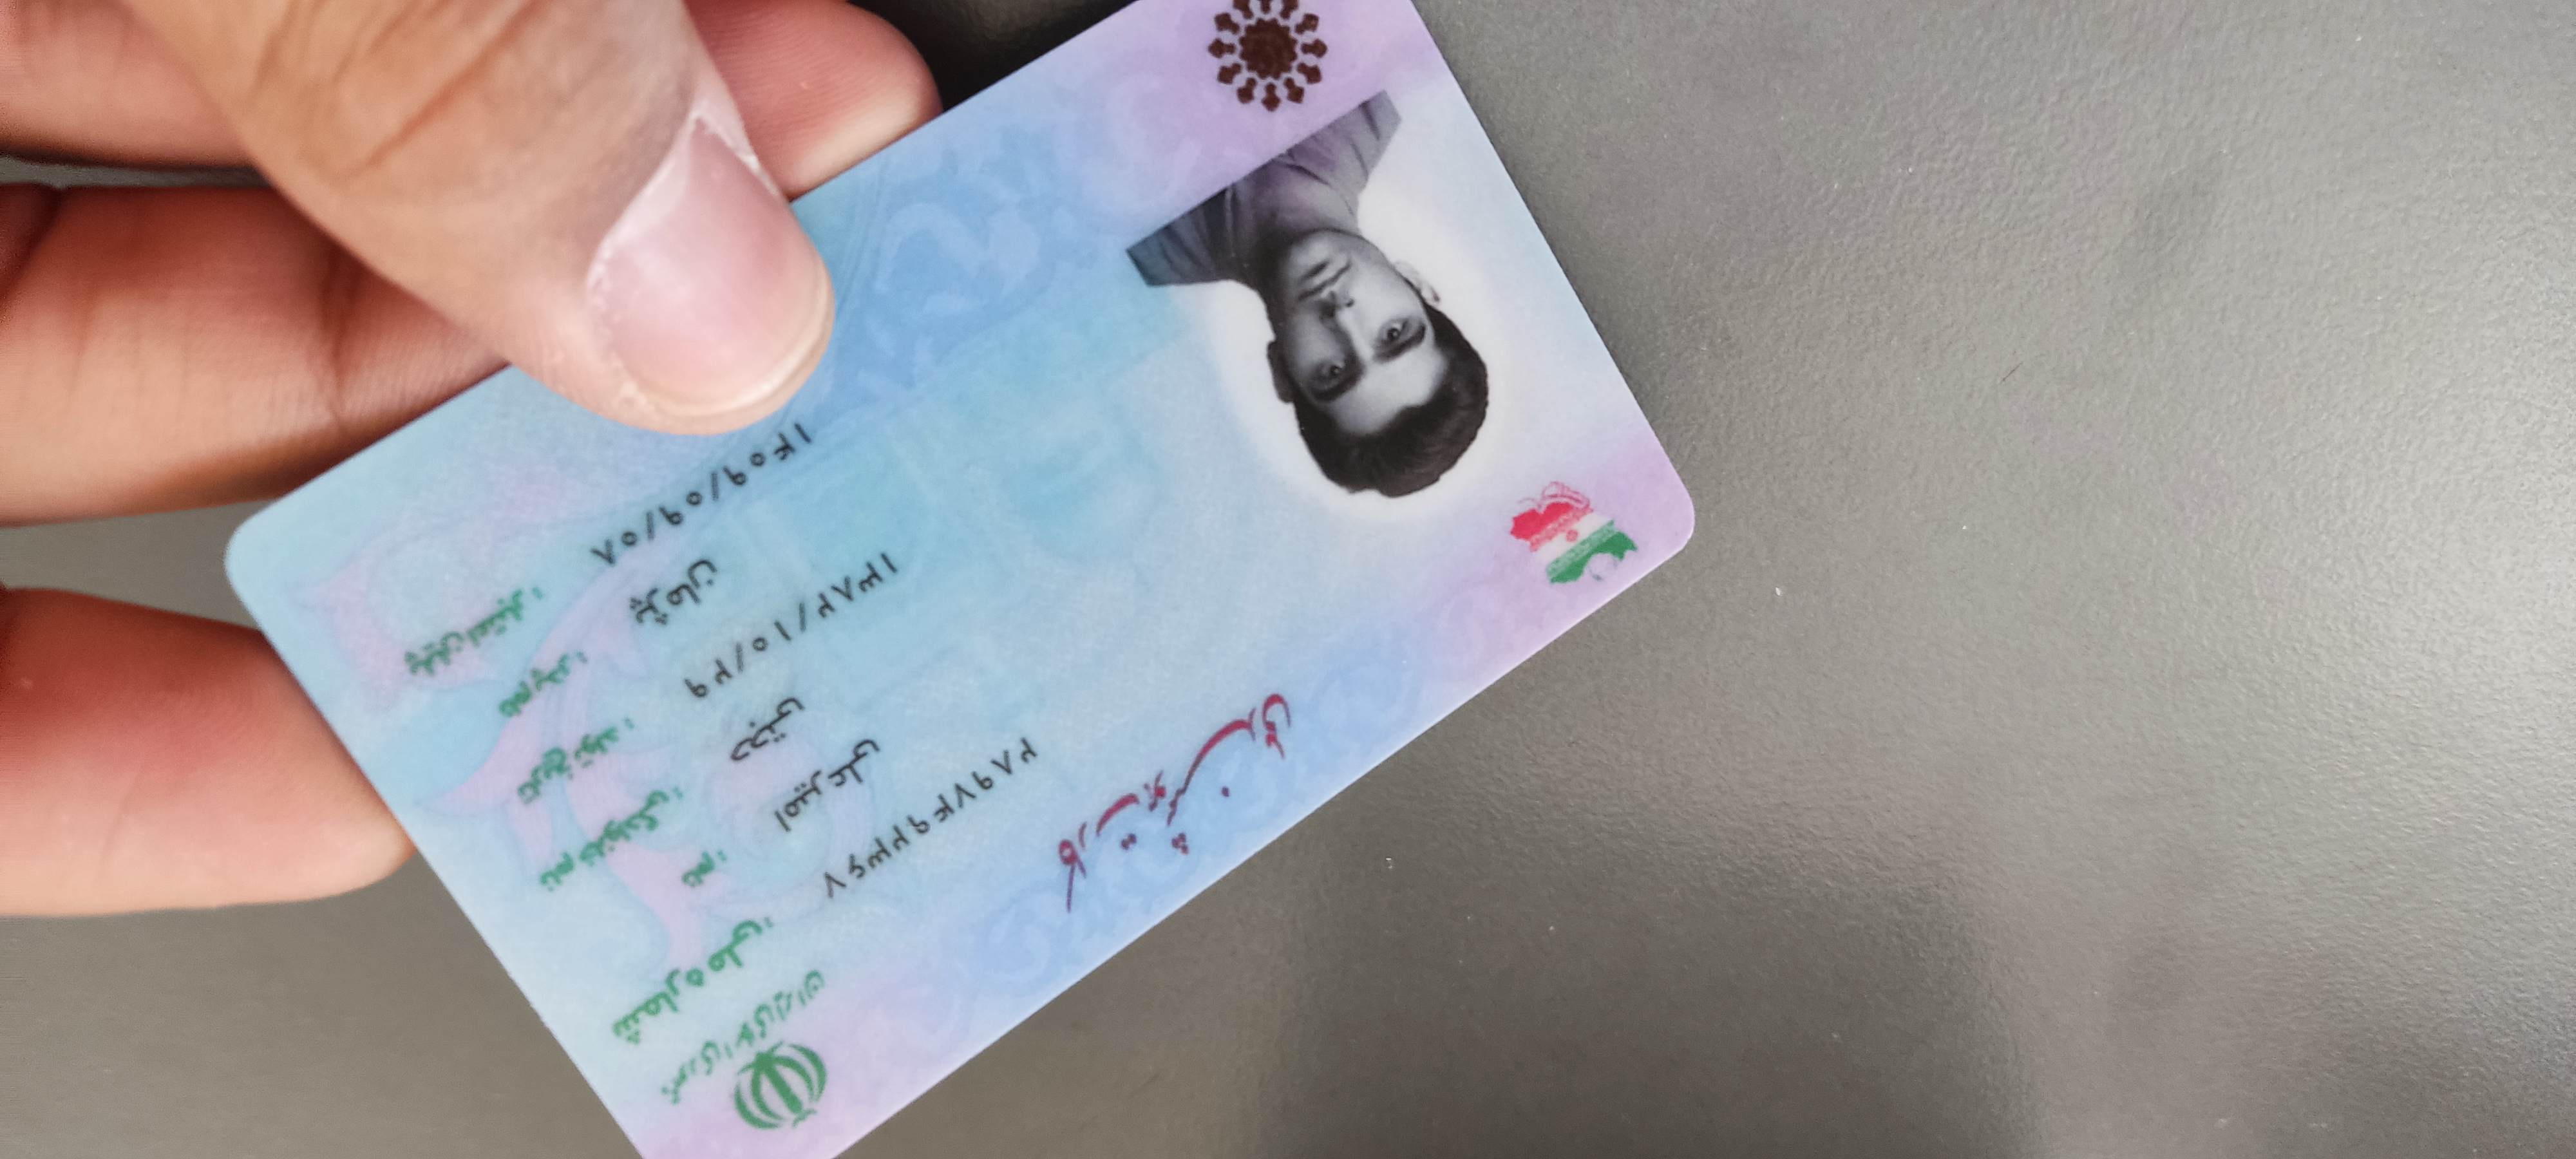 جمهوری اسلامی ایران
کارت هوشمند ملی
شماره ملی: ۲۸۹۷۴۹۲۳۶۷
نام: امیرعلی
نام خانوادگی: حجتی
تاریخ تولد: ۱۳۸۲/۱۰/۲۹
نام پدر: پژمان
پایان اعتبار: ۱۴۰۹/۰۹/۰۸